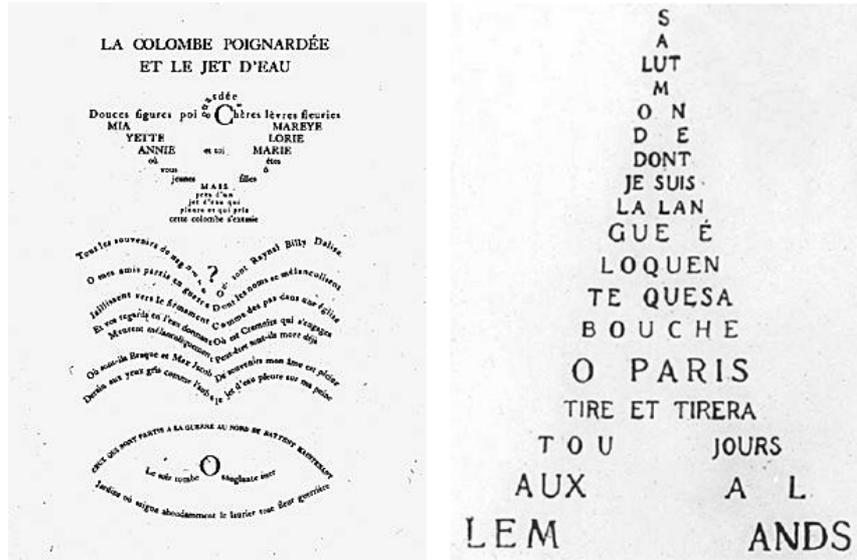 LA COLOMBE POIGNARDÉE
ET LE JET D'EAU
Douces figures poignardées Chères lèvres fleuries
MIA MAREYE
YETTE LORIE
ANNIE et toi MARIE
où êtes
vous ô
jeunes filles
MAIS
près d'un
jet d'eau qui
pleure et qui prie
cette colombe s'extasie
Tous les souvenirs de naguère
? Où sont Raynal Billy Dalize
O mes amis partis en guerre
Dont les noms se mélancolisent
Jaillissent vers le firmament
Comme des pas dans une église
Et vos regards en l'eau dormant
Où est Cremnitz qui s'engagea
Meurent mélancoliquement
Peut-être sont-ils morts déjà
Où sont-ils Braque et Max Jacob
De souvenirs mon âme est pleine
Derain aux yeux gris comme l'aube
Le jet d'eau pleure sur ma peine
CEUX QUI SONT PARTIS A LA GUERRE AU NORD SE BATTENT MAINTENANT
Le soir tombe O sanglante mer
Jardins où saigne abondamment le laurier rose fleur guerrière
S
A
LUT
M
O N
D E
DONT
JE SUIS
LA LAN
GUE É
LOQUEN
TE QUESA
BOUCHE
O PARIS
TIRE ET TIRERA
TOU JOURS
AUX A L
LEM ANDS